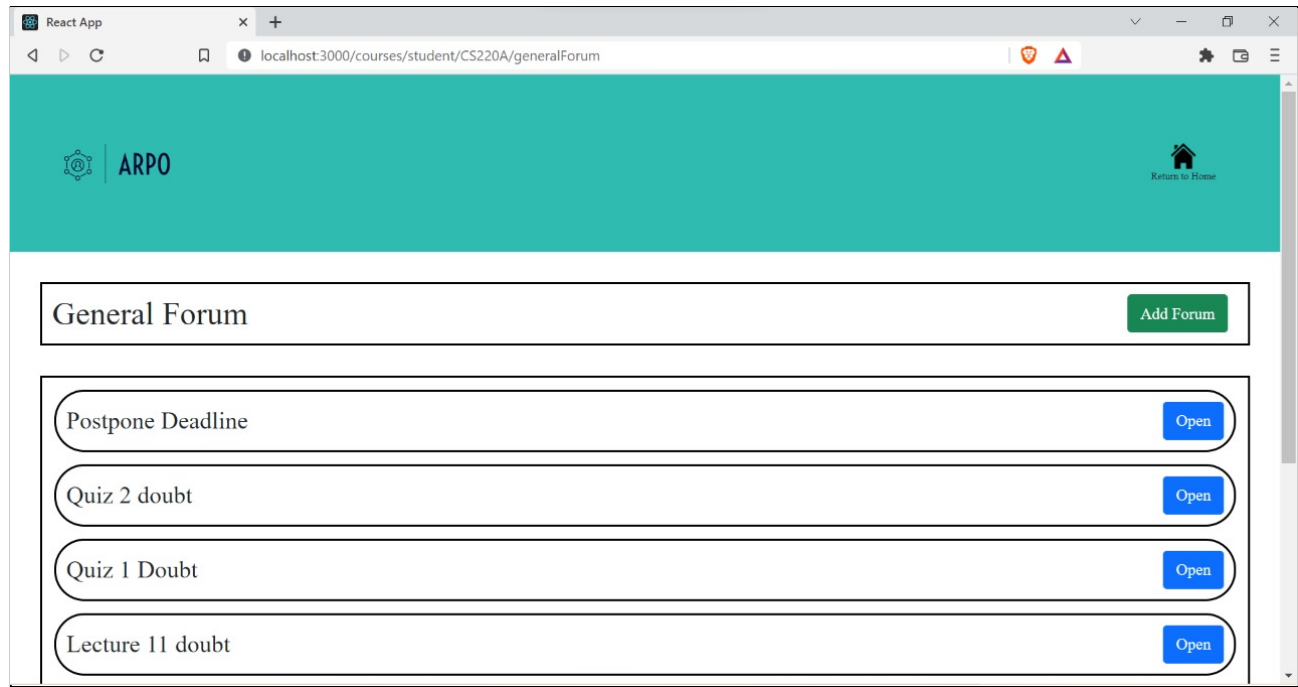 React App
localhost:3000/courses/student/CS220A/generalForum
ARPO
Return to Home
General Forum
Add Forum
Postpone Deadline
Open
Quiz 2 doubt
Open
Quiz 1 Doubt
Open
Lecture 11 doubt
Open